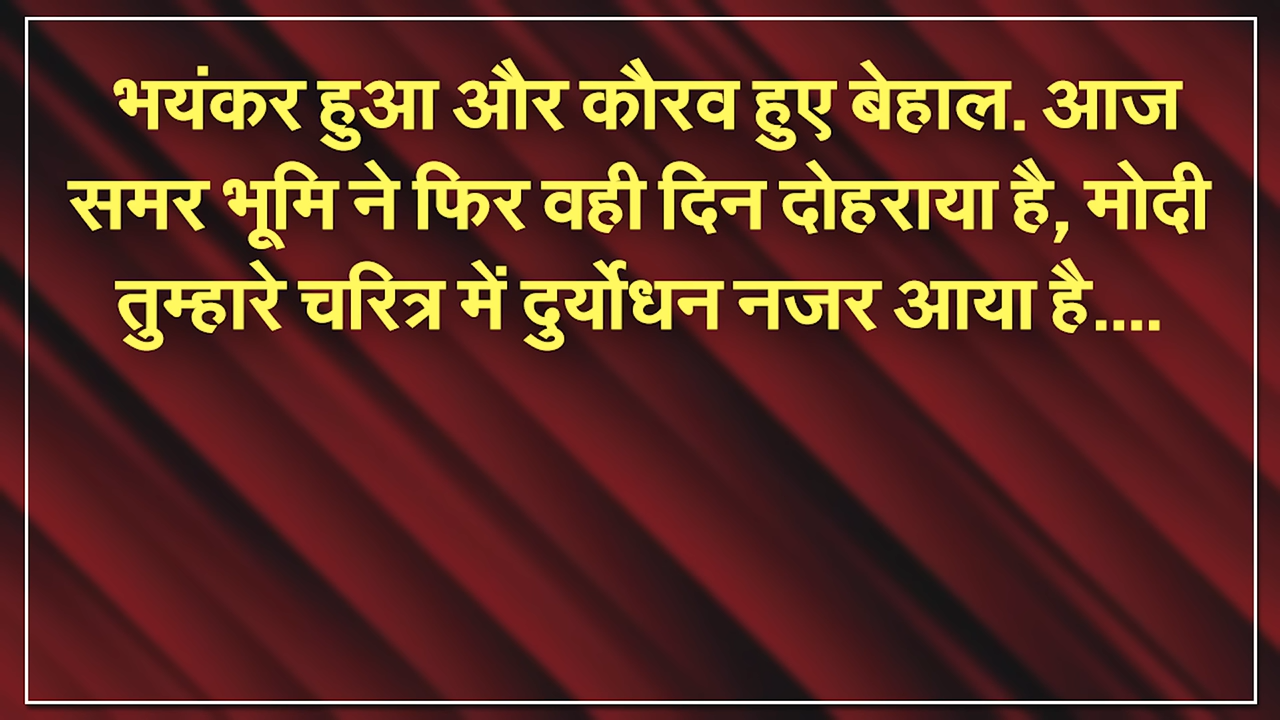 भयंकर हुआ और कौरव हुए बेहाल. आज
समर भूमि ने फिर वही दिन दोहराया है, मोदी
तुम्हारे चरित्र में दुर्योधन नजर आया है....